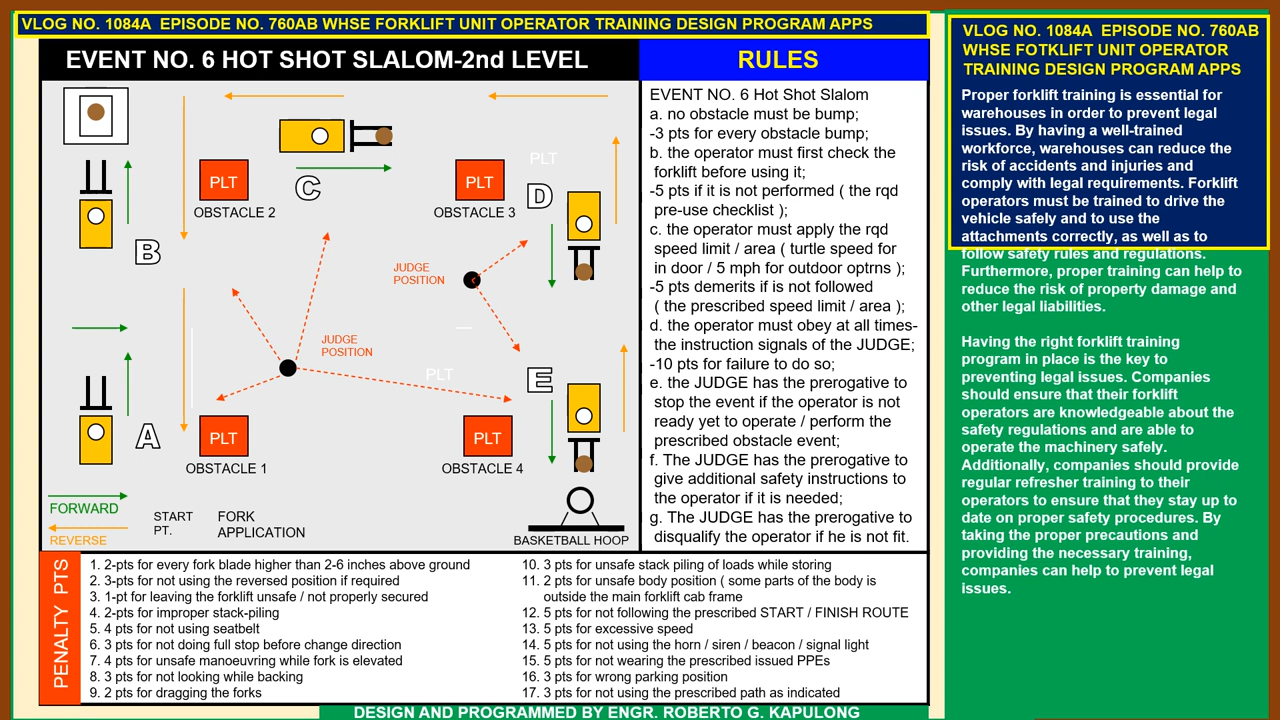 VLOG NO. 1084A EPISODE NO. 760AB WHSE FORKLIFT UNIT OPERATOR TRAINING DESIGN PROGRAM APPS
EVENT NO. 6 HOT SHOT SLALOM-2nd LEVEL
PLT
PLT
PLT
OBSTACLE 2
C
OBSTACLE 3
D
B
JUDGE
POSITION
JUDGE
POSITION
PLT
E
A
PLT
PLT
OBSTACLE 1
OBSTACLE 4
FORWARD
REVERSE
START
PT.
FORK
APPLICATION
BASKETBALL HOOP
RULES
EVENT NO. 6 Hot Shot Slalom
a. no obstacle must be bump;
-3 pts for every obstacle bump;
b. the operator must first check the
forklift before using it;
-5 pts if it is not performed ( the rqd
pre-use checklist );
c. the operator must apply the rqd
speed limit / area ( turtle speed for
in door / 5 mph for outdoor optrns );
-5 pts demerits if is not followed
( the prescribed speed limit / area );
d. the operator must obey at all times-
the instruction signals of the JUDGE;
-10 pts for failure to do so;
e. the JUDGE has the prerogative to
stop the event if the operator is not
ready yet to operate / perform the
prescribed obstacle event;
f. The JUDGE has the prerogative to
give additional safety instructions to
the operator if it is needed;
g. The JUDGE has the prerogative to
disqualify the operator if he is not fit.
PENALTY PTS
1. 2-pts for every fork blade higher than 2-6 inches above ground
2. 3-pts for not using the reversed position if required
3. 1-pt for leaving the forklift unsafe / not properly secured
4. 2-pts for improper stack-piling
5. 4 pts for not using seatbelt
6. 3 pts for not doing full stop before change direction
7. 4 pts for unsafe manoeuvring while fork is elevated
8. 3 pts for not looking while backing
9. 2 pts for dragging the forks
10. 3 pts for unsafe stack piling of loads while storing
11. 2 pts for unsafe body position ( some parts of the body is
outside the main forklift cab frame
12. 5 pts for not following the prescribed START / FINISH ROUTE
13. 5 pts for excessive speed
14. 5 pts for not using the horn / siren / beacon / signal light
15. 5 pts for not wearing the prescribed issued PPEs
16. 3 pts for wrong parking position
17. 3 pts for not using the prescribed path as indicated
DESIGN AND PROGRAMMED BY ENGR. ROBERTO G. KAPULONG
VLOG NO. 1084A EPISODE NO. 760AB
WHSE FOTKLIFT UNIT OPERATOR
TRAINING DESIGN PROGRAM APPS
Proper forklift training is essential for
warehouses in order to prevent legal
issues. By having a well-trained
workforce, warehouses can reduce the
risk of accidents and injuries and
comply with legal requirements. Forklift
operators must be trained to drive the
vehicle safely and to use the
attachments correctly, as well as to
follow safety rules and regulations.
Furthermore, proper training can help to
reduce the risk of property damage and
other legal liabilities.
Having the right forklift training
program in place is the key to
preventing legal issues. Companies
should ensure that their forklift
operators are knowledgeable about the
safety regulations and are able to
operate the machinery safely.
Additionally, companies should provide
regular refresher training to their
operators to ensure that they stay up to
date on proper safety procedures. By
taking the proper precautions and
providing the necessary training,
companies can help to prevent legal
issues.